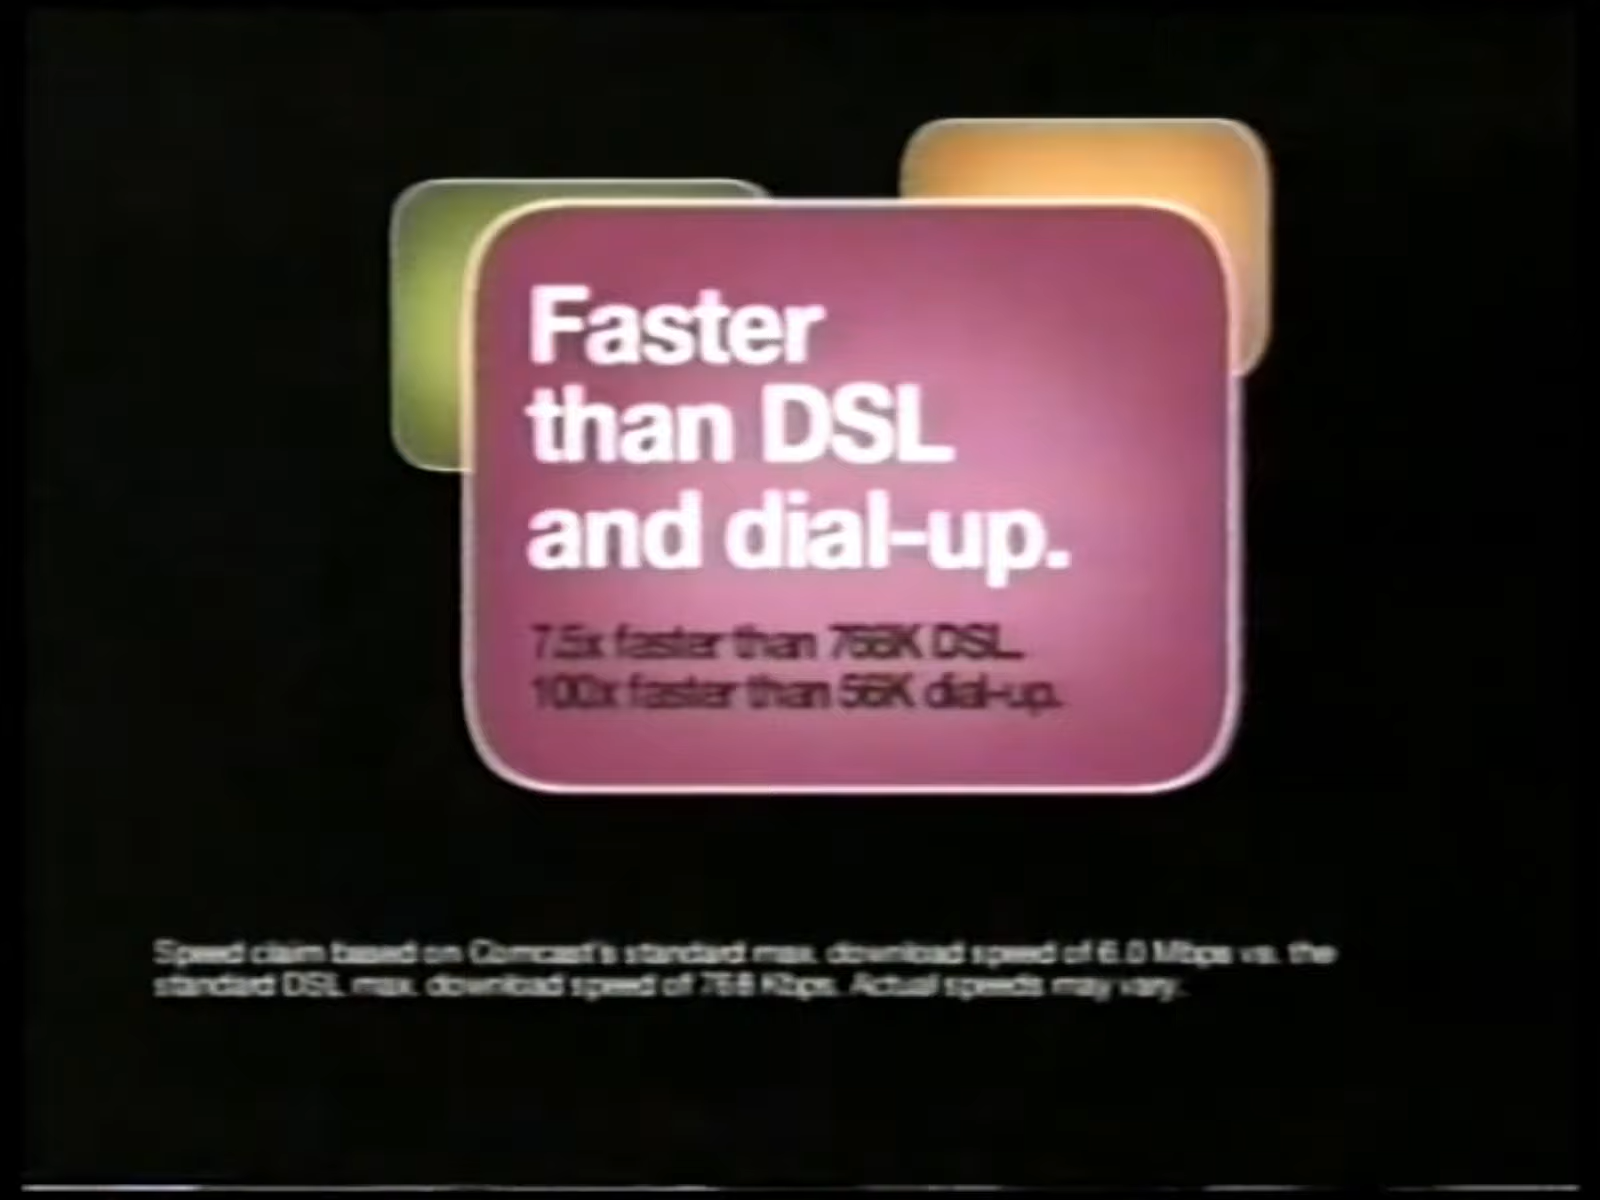 Faster
than DSL
and dial-up.
7.5x faster than 768K DSL.
100x faster than 56K dial-up.
Speed claim based on Comcast's standard max. download speed of 6.0 Mbps vs. the
standard DSL max. download speed of 768 Kbps. Actual speeds may vary.